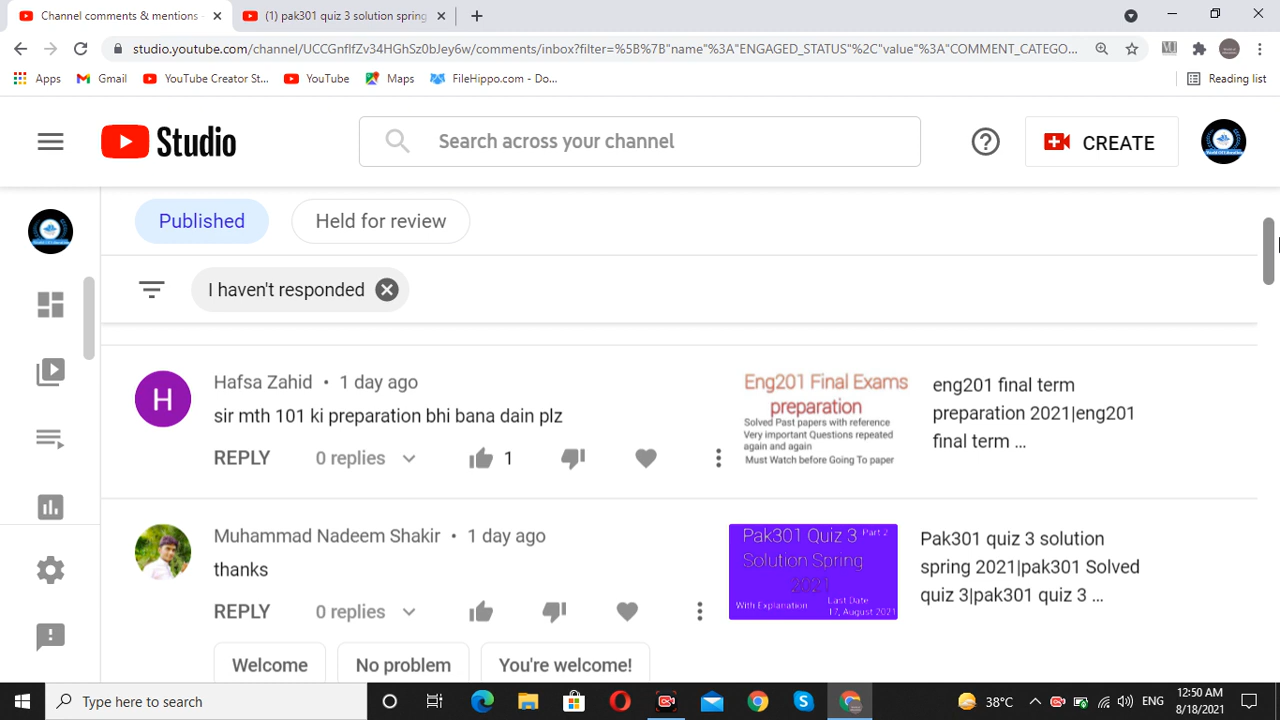 Channel comments & mentions -
(1) pak301 quiz 3 solution spring
studio.youtube.com/channel/UCCGnflfZv34HGhSz0bJey6w/comments/inbox?filter=%5B%7B"name"%3A"ENGAGED_STATUS"%2C"value"%3A"COMMENT_CATEGO...
Apps
Gmail
YouTube Creator St...
YouTube
Maps
FileHippo.com - Do...
Reading list
Studio
Search across your channel
CREATE
Published
Held for review
I haven't responded
Hafsa Zahid • 1 day ago
sir mth 101 ki preparation bhi bana dain plz
REPLY
0 replies
1
Eng201 Final Exams
preparation
Solved Past papers with reference
Very important Questions repeated
again and again
Must Watch before Going To paper
eng201 final term
preparation 2021|eng201
final term ...
H
Muhammad Nadeem Shakir • 1 day ago
thanks
REPLY
0 replies
Pak301 Quiz 3 Part 2
Solution Spring
2021
With Explanation
Last Date
17, August 2021
Pak301 quiz 3 solution
spring 2021|pak301 Solved
quiz 3|pak301 quiz 3 ...
Welcome
No problem
You're welcome!
Type here to search
38°C
ENG
12:50 AM
8/18/2021